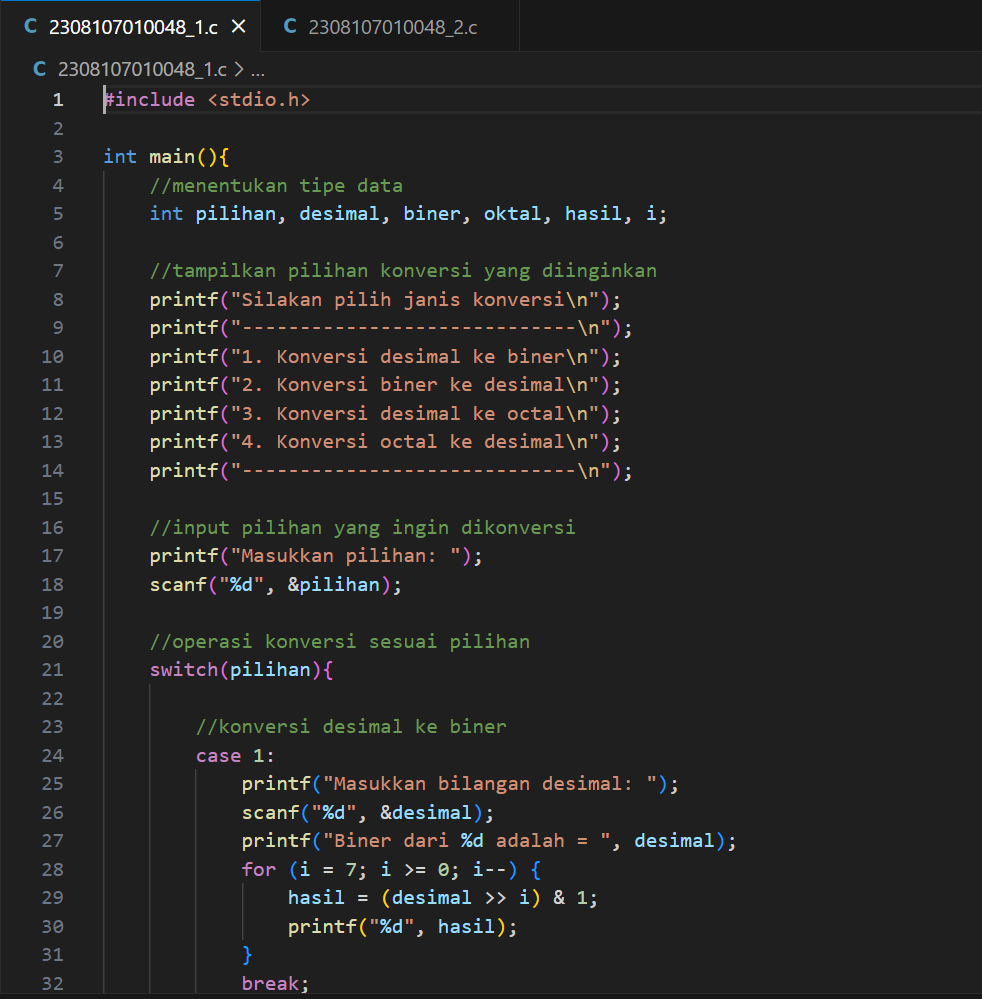 C 2308107010048_1.c × C 2308107010048_2.c
C 2308107010048_1.c > ...
1 #include <stdio.h>
2
3 int main(){
4     //menentukan tipe data
5     int pilihan, desimal, biner, oktal, hasil, i;
6
7     //tampilkan pilihan konversi yang diinginkan
8     printf("Silakan pilih janis konversi\n");
9     printf("-----------------------------\n");
10     printf("1. Konversi desimal ke biner\n");
11     printf("2. Konversi biner ke desimal\n");
12     printf("3. Konversi desimal ke octal\n");
13     printf("4. Konversi octal ke desimal\n");
14     printf("-----------------------------\n");
15
16     //input pilihan yang ingin dikonversi
17     printf("Masukkan pilihan: ");
18     scanf("%d", &pilihan);
19
20     //operasi konversi sesuai pilihan
21     switch(pilihan){
22
23         //konversi desimal ke biner
24         case 1:
25             printf("Masukkan bilangan desimal: ");
26             scanf("%d", &desimal);
27             printf("Biner dari %d adalah = ", desimal);
28             for (i = 7; i >= 0; i--) {
29                 hasil = (desimal >> i) & 1;
30                 printf("%d", hasil);
31             }
32             break;